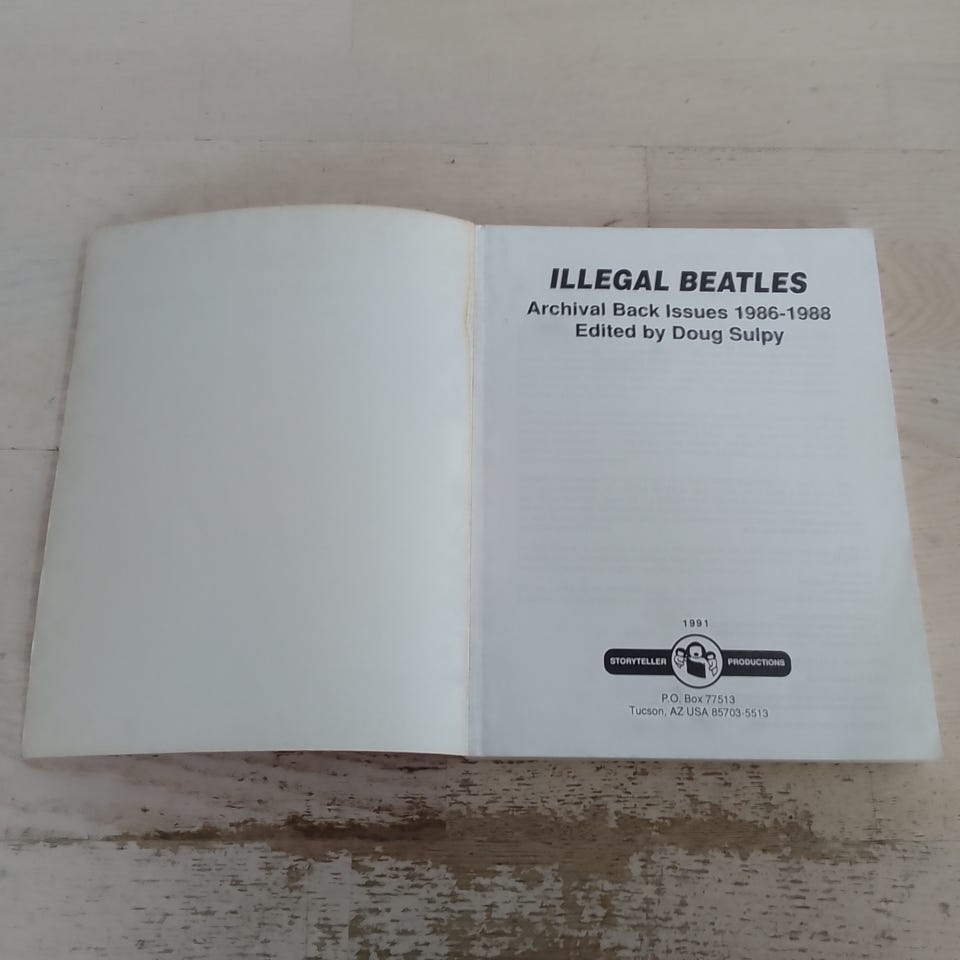 ILLEGAL BEATLES
Archival Back Issues 1986-1988
Edited by Doug Sulpy
1991
STORYTELLER PRODUCTIONS
P.O. Box 77513
Tucson, AZ USA 85703-5513